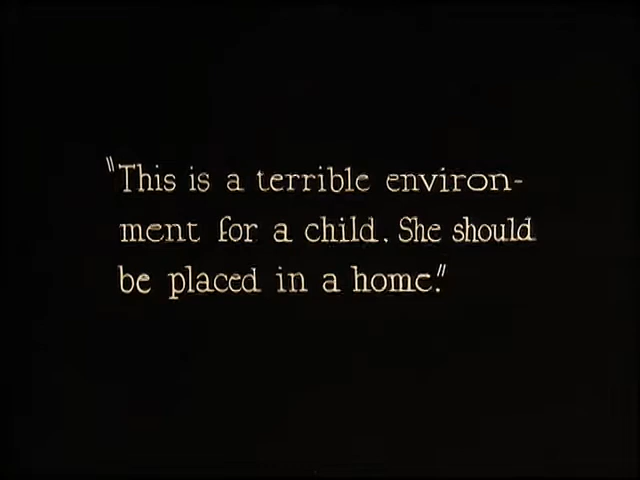 "This is a terrible environ-
ment for a child. She should
be placed in a home."